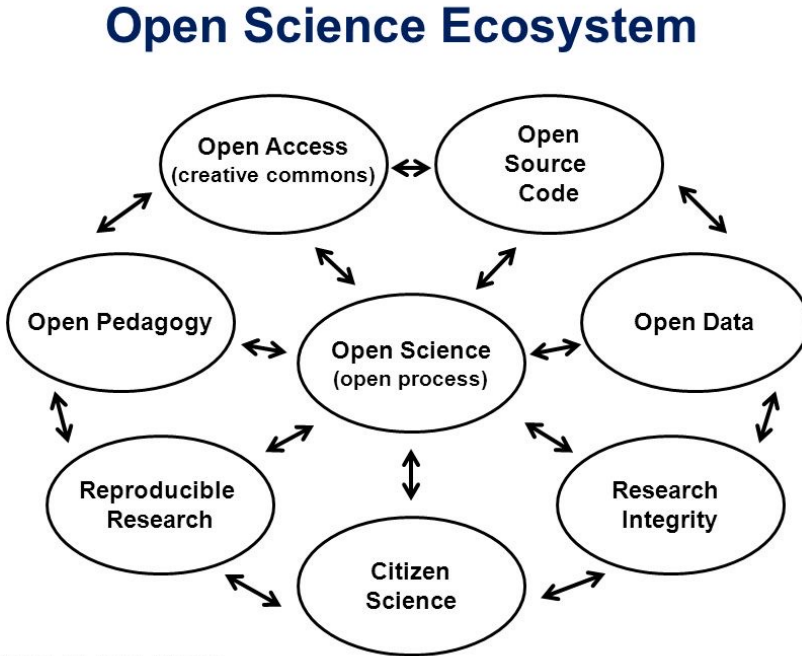 Open Science Ecosystem
Open Access
(creative commons)
Open
Source
Code
Open Pedagogy
Open Science
(open process)
Open Data
Reproducible
Research
Citizen
Science
Research
Integrity